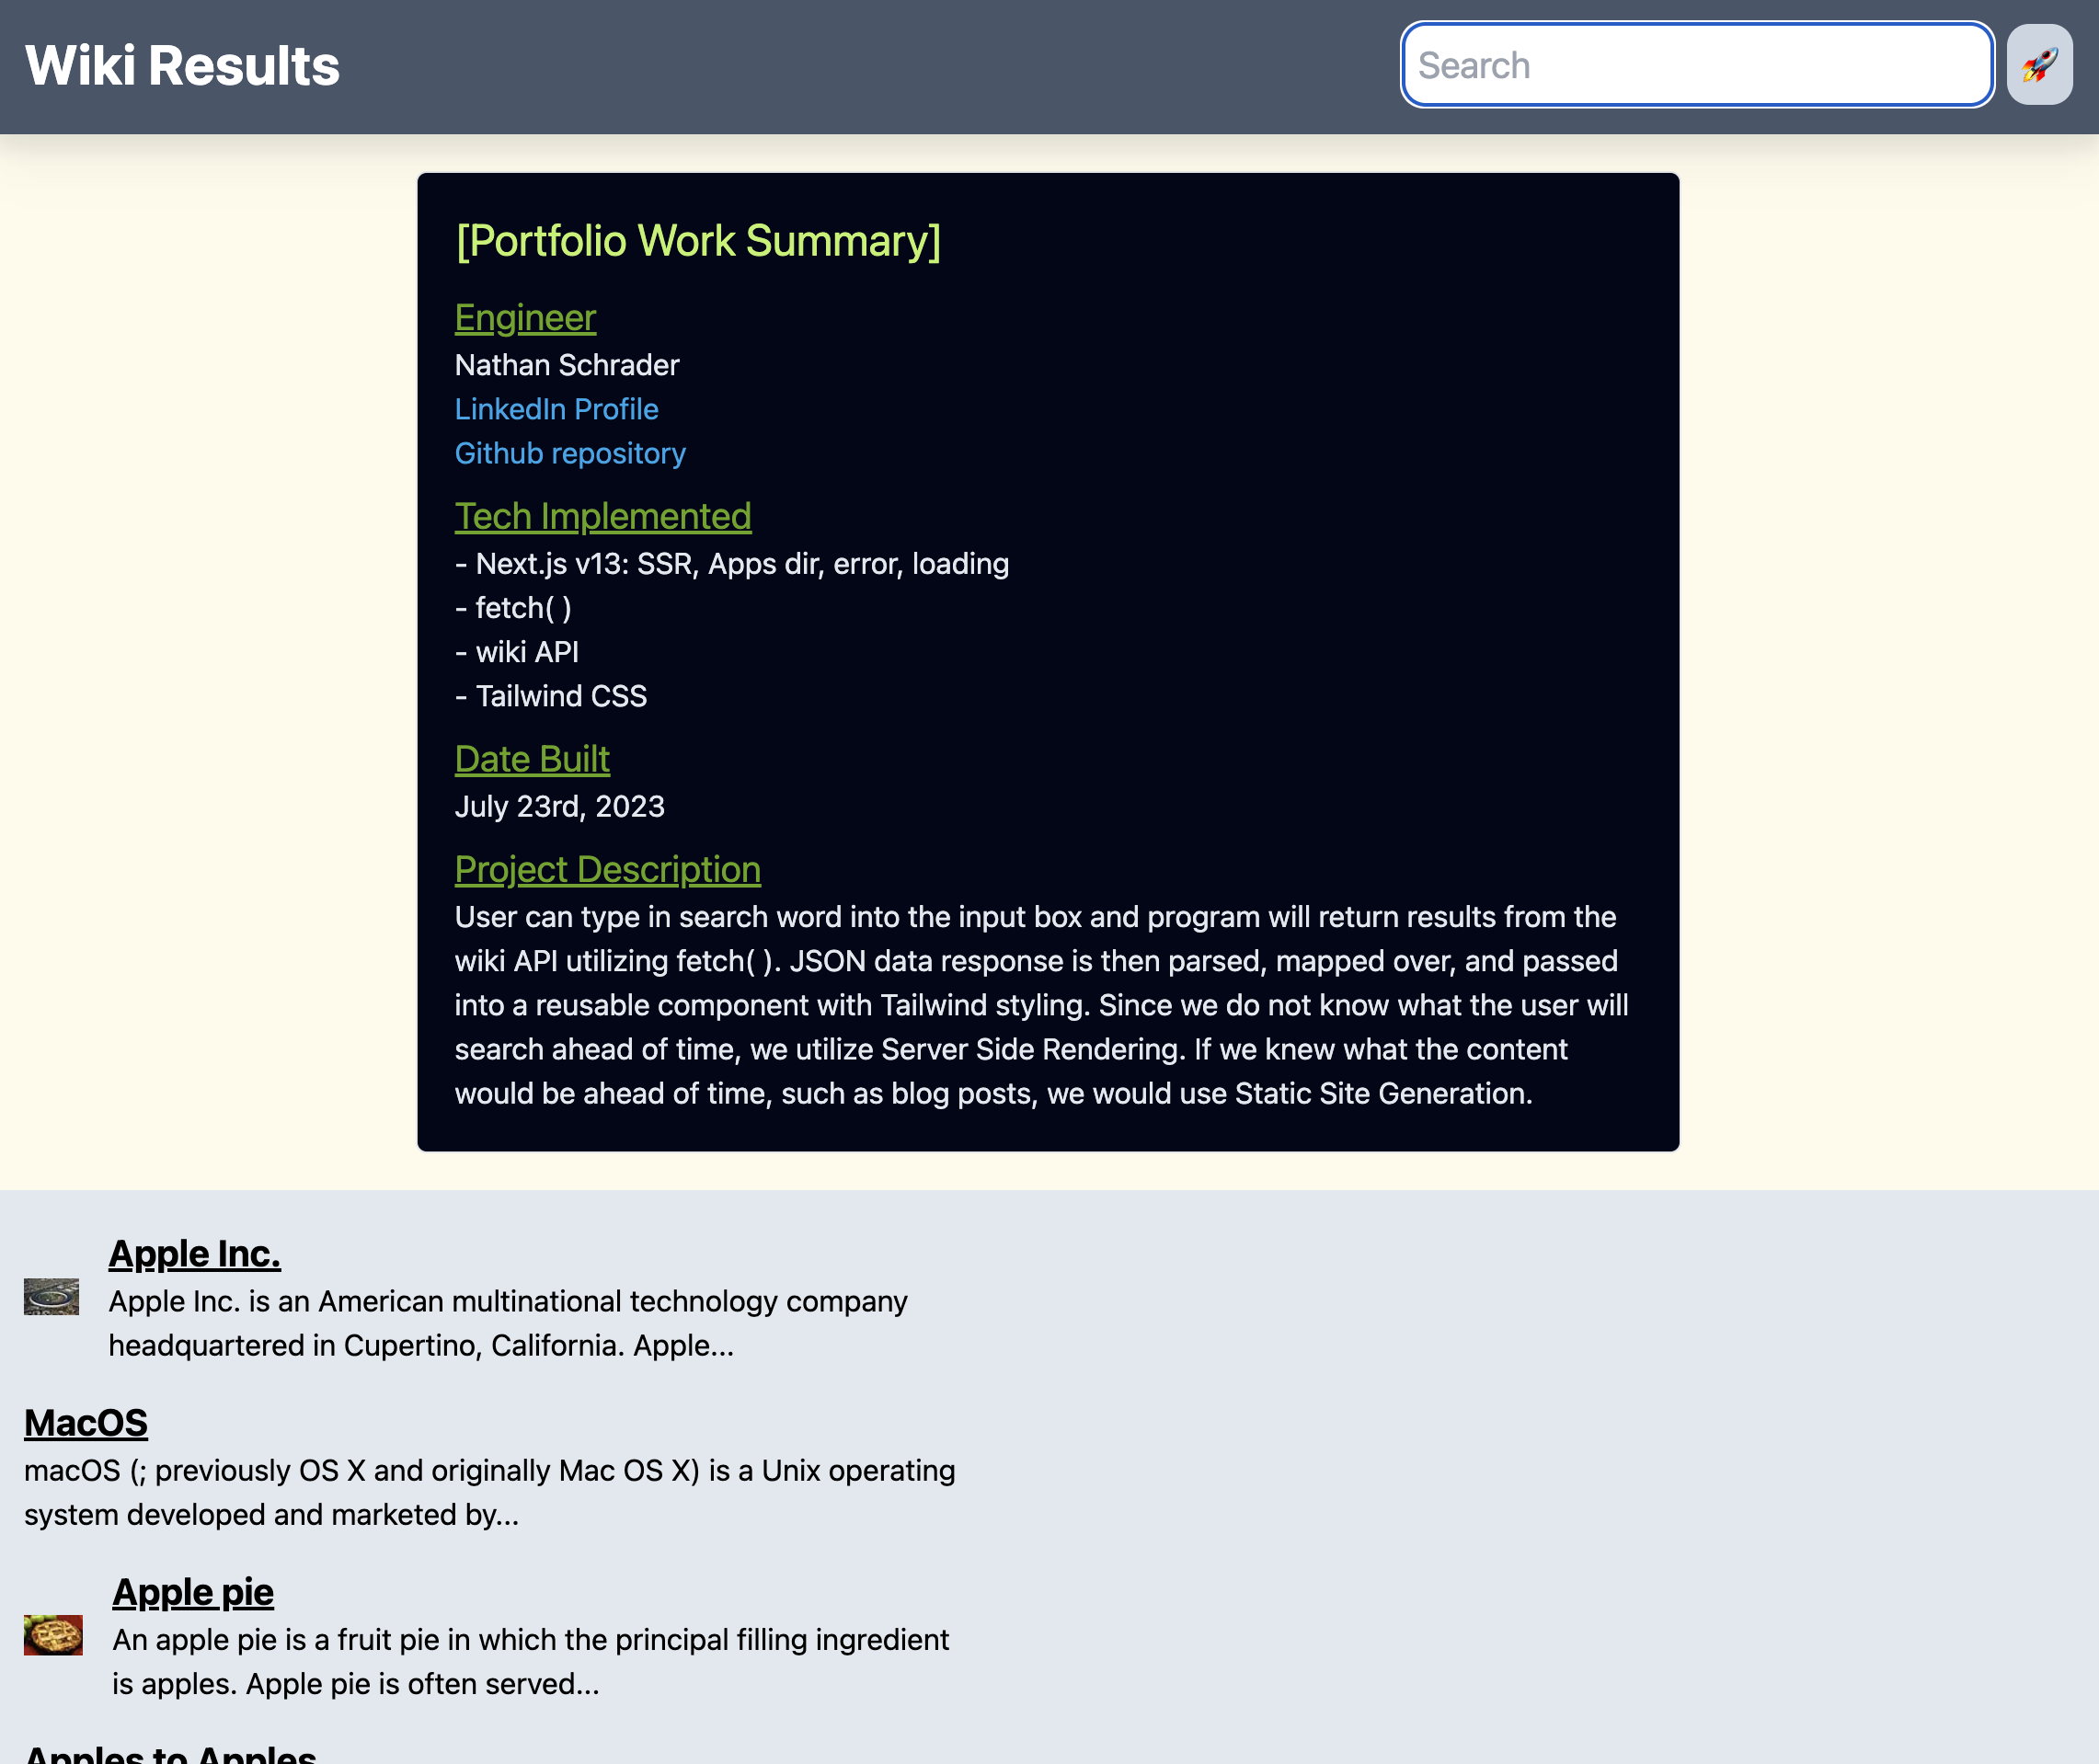 Wiki Results
Search
[Portfolio Work Summary]
Engineer
Nathan Schrader
LinkedIn Profile
Github repository
Tech Implemented
- Next.js v13: SSR, Apps dir, error, loading
- fetch( )
- wiki API
- Tailwind CSS
Date Built
July 23rd, 2023
Project Description
User can type in search word into the input box and program will return results from the
wiki API utilizing fetch( ). JSON data response is then parsed, mapped over, and passed
into a reusable component with Tailwind styling. Since we do not know what the user will
search ahead of time, we utilize Server Side Rendering. If we knew what the content
would be ahead of time, such as blog posts, we would use Static Site Generation.
Apple Inc.
Apple Inc. is an American multinational technology company
headquartered in Cupertino, California. Apple...
MacOS
macOS (; previously OS X and originally Mac OS X) is a Unix operating
system developed and marketed by...
Apple pie
An apple pie is a fruit pie in which the principal filling ingredient
is apples. Apple pie is often served...
Apples to Apples